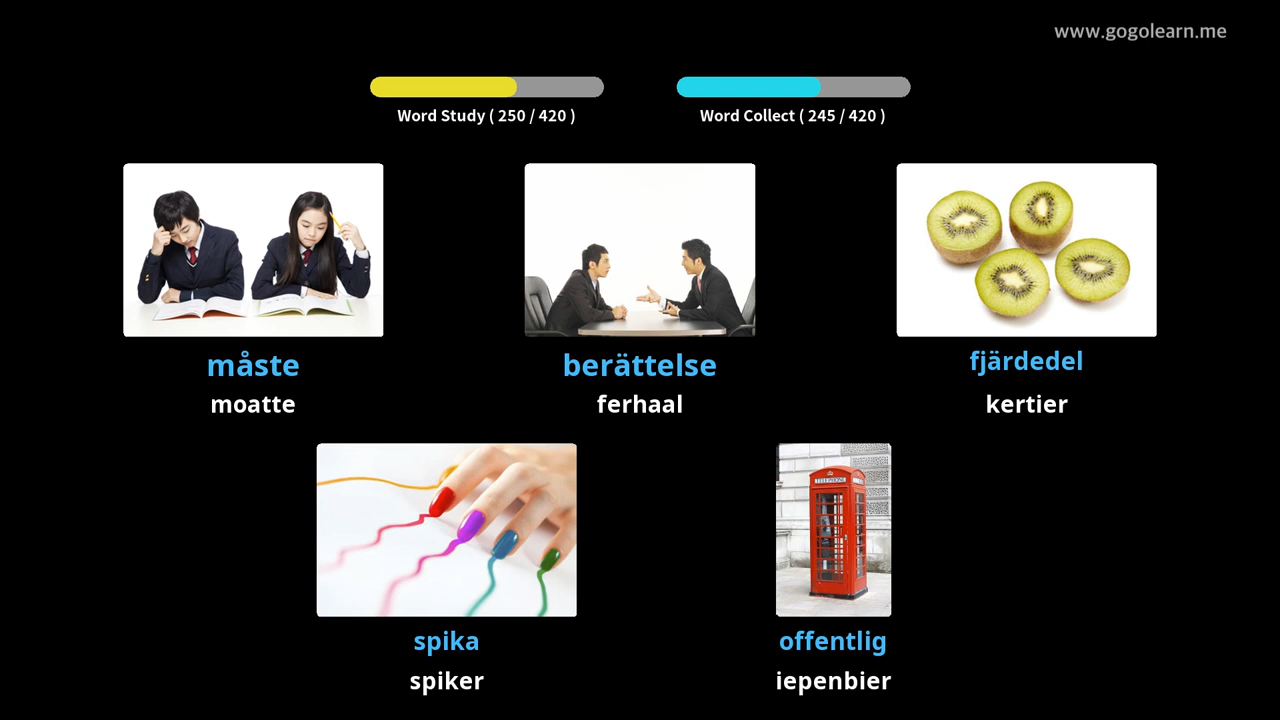 www.gogolearn.me
Word Study ( 250 / 420 )
Word Collect ( 245 / 420 )
måste
moatte
berättelse
ferhaal
fjärdedel
kertier
TELEPHONE
spika
spiker
offentlig
iepenbier